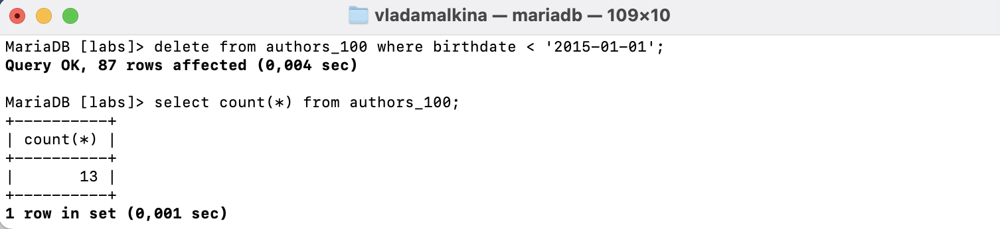 vladamalkina — mariadb — 109×10
MariaDB [labs]> delete from authors_100 where birthdate < '2015-01-01';
Query OK, 87 rows affected (0,004 sec)
MariaDB [labs]> select count(*) from authors_100;
+----------+
| count(*) |
+----------+
|       13 |
+----------+
1 row in set (0,001 sec)